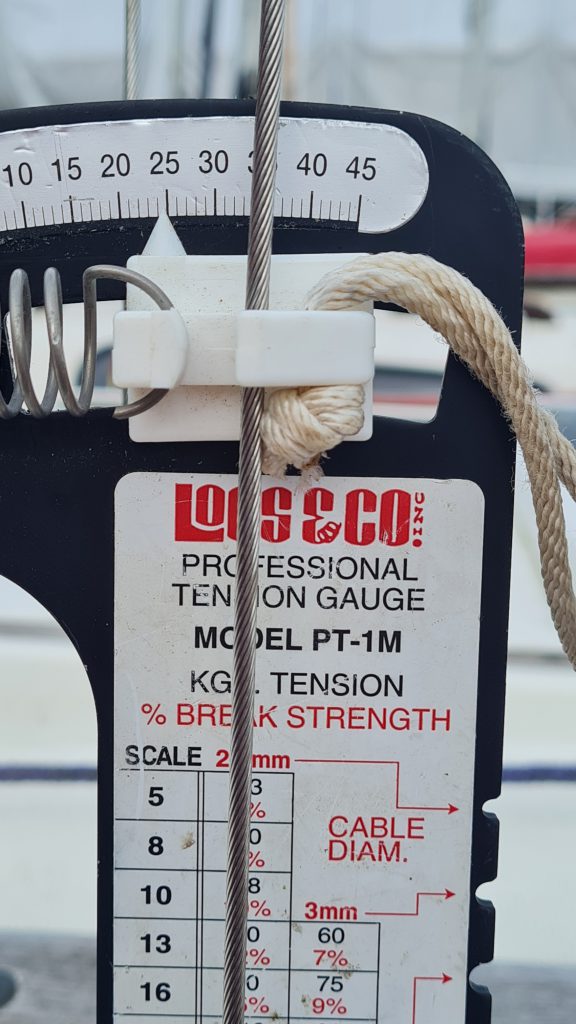 10 15 20 25 30 40 45
LOOS & CO. INC
PROFESSIONAL
TENSION GAUGE
MODEL PT-1M
TENSION
% BREAK STRENGTH
SCALE
5
8
CABLE
DIAM.
10 3mm
13 60
7%
16 75
9%